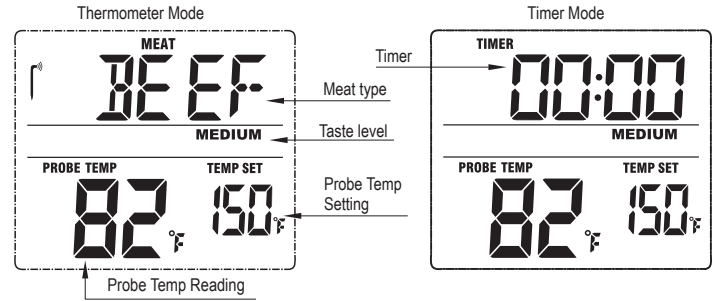 Thermometer Mode
MEAT
BEEF
MEDIUM
PROBE TEMP
TEMP SET
82°F
150°F
Timer
Meat type
Taste level
Probe Temp
Setting
Probe Temp Reading
Timer Mode
TIMER
00:00
MEDIUM
PROBE TEMP
TEMP SET
82°F
150°F